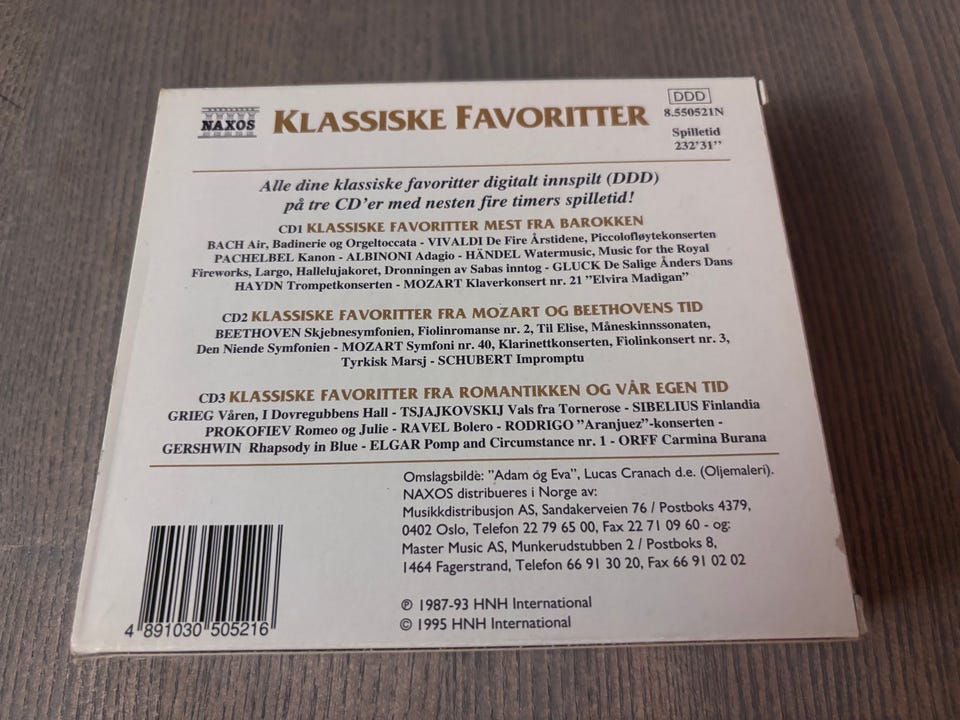 NAXOS
KLASSISKE FAVORITTER
DDD
8.550521N
Spilletid
232'31"
Alle dine klassiske favoritter digitalt innspilt (DDD)
på tre CD'er med nesten fire timers spilletid!
CD1 KLASSISKE FAVORITTER MEST FRA BAROKKEN
BACH Air, Badinerie og Orgeltoccata - VIVALDI De Fire Årstidene, Piccolofløytekonserten
PACHELBEL Kanon - ALBINONI Adagio - HÄNDEL Watermusic, Music for the Royal
Fireworks, Largo, Hallelujakoret, Dronningen av Sabas inntog - GLUCK De Salige Ånders Dans
HAYDN Trompetkonserten - MOZART Klaverkonsert nr. 21 "Elvira Madigan"
CD2 KLASSISKE FAVORITTER FRA MOZART OG BEETHOVENS TID
BEETHOVEN Skjebnesymfonien, Fiolinromanse nr. 2, Til Elise, Måneskinnssonaten,
Den Niende Symfonien - MOZART Symfoni nr. 40, Klarinettkonserten, Fiolinkonsert nr. 3,
Tyrkisk Marsj - SCHUBERT Impromptu
CD3 KLASSISKE FAVORITTER FRA ROMANTIKKEN OG VÅR EGEN TID
GRIEG Våren, I Dovregubbens Hall - TSJAJKOVSKIJ Vals fra Tornerose - SIBELIUS Finlandia
PROKOFIEV Romeo og Julie - RAVEL Bolero - RODRIGO "Aranjuez"-konserten -
GERSHWIN Rhapsody in Blue - ELGAR Pomp and Circumstance nr. 1 - ORFF Carmina Burana
Omslagsbilde: "Adam og Eva", Lucas Cranach d.e. (Oljemaleri).
NAXOS distribueres i Norge av:
Musikkdistribusjon AS, Sandakerveien 76 / Postboks 4379,
0402 Oslo, Telefon 22 79 65 00, Fax 22 71 09 60 - og:
Master Music AS, Munkerudstubben 2 / Postboks 8,
1464 Fagerstrand, Telefon 66 91 30 20, Fax 66 91 02 02
℗ 1987-93 HNH International
© 1995 HNH International
4 891030 505216